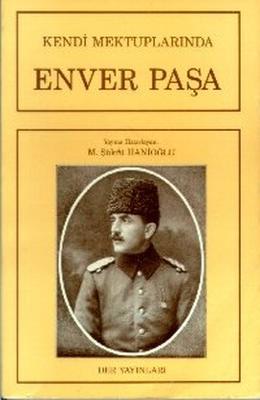 KENDİ MEKTUPLARINDA
ENVER PAŞA
Yayına Hazırlayan:
M. Şükrü HANİOĞLU
DER YAYINLARI